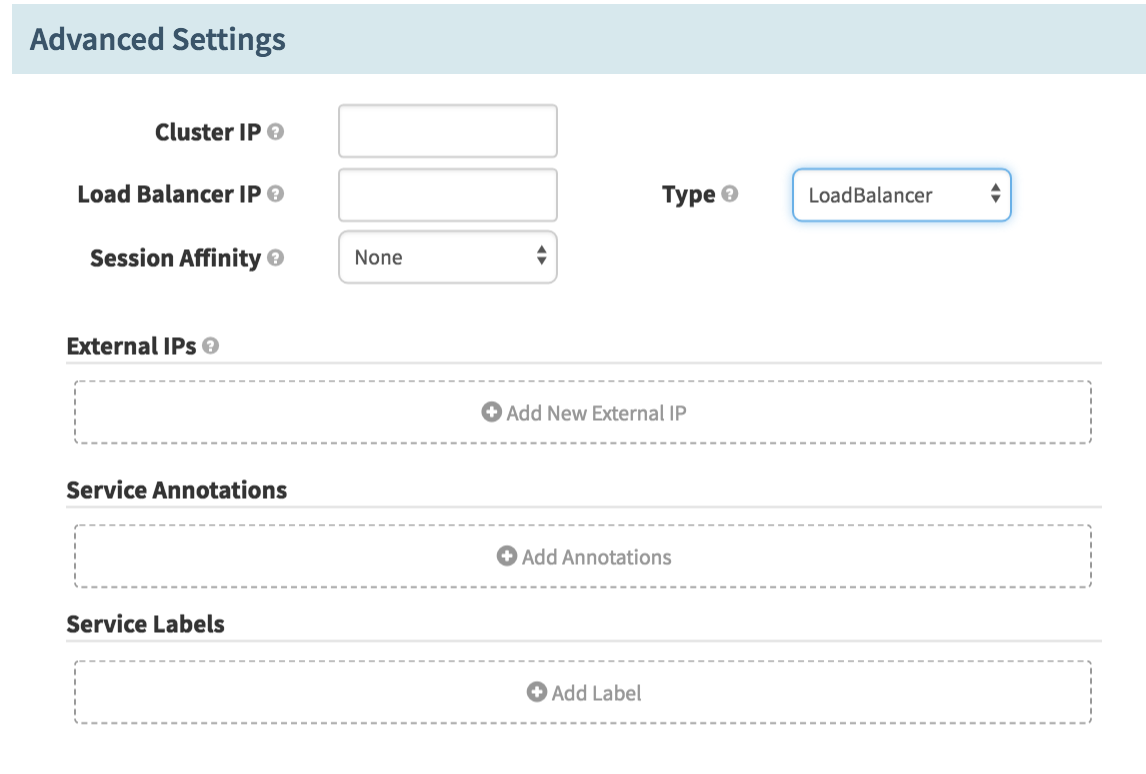 Advanced Settings
Cluster IP
Load Balancer IP
Type LoadBalancer
Session Affinity None
External IPs
Add New External IP
Service Annotations
Add Annotations
Service Labels
Add Label